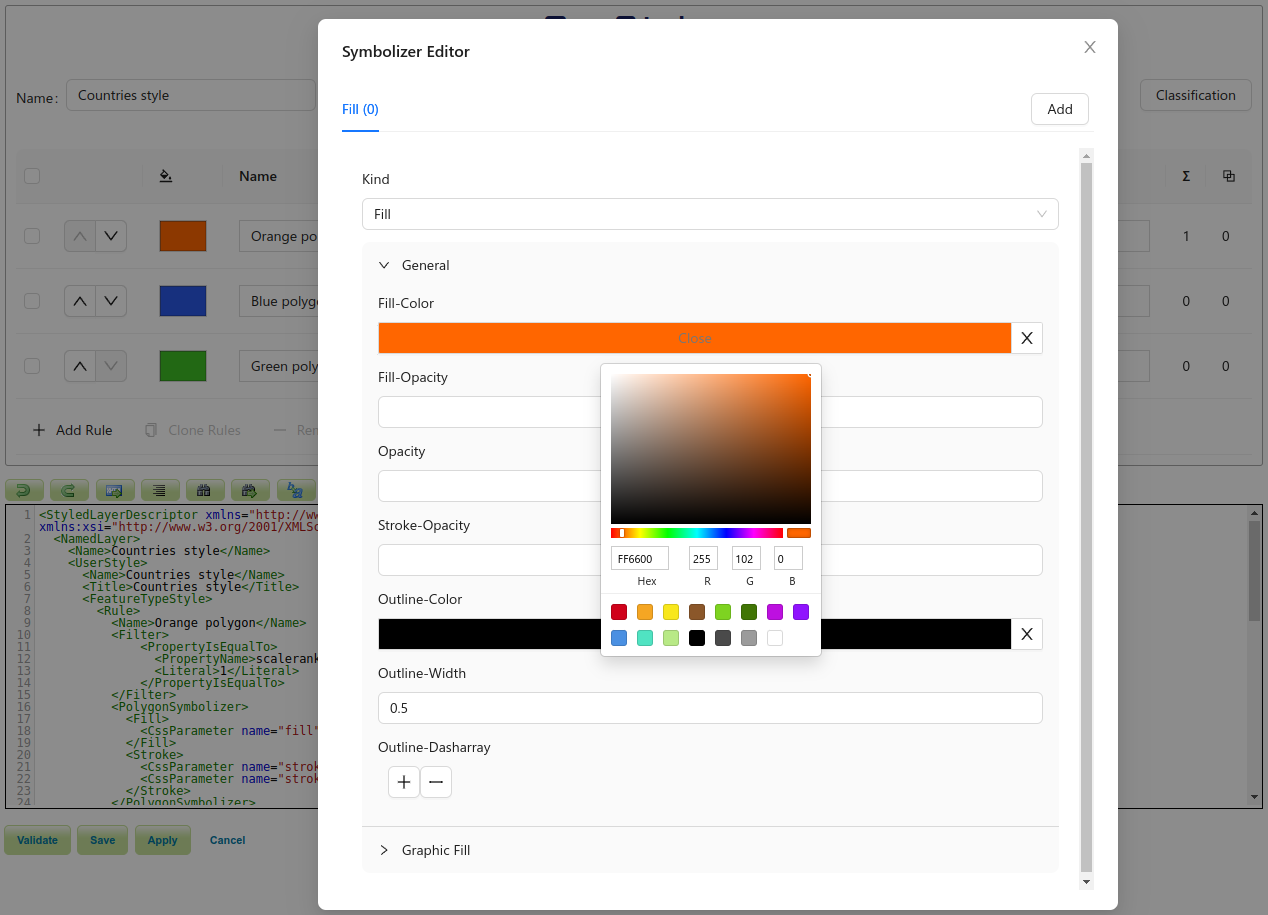 Symbolizer Editor
Fill (0)
Add
Name :
Countries style
Classification
Name
Σ
Orange po
1
0
Blue polygo
0
0
Green poly
0
0
Add Rule
Clone Rules
Kind
Fill
General
Fill-Color
Close
X
Fill-Opacity
Opacity
Stroke-Opacity
Outline-Color
X
Outline-Width
0.5
Outline-Dasharray
Graphic Fill
FF6600
255
102
0
Hex
R
G
B
1 <StyledLayerDescriptor xmlns="http://ww
xmlns:xsi="http://www.w3.org/2001/XMLSc
2 <NamedLayer>
3 <Name>Countries style</Name>
4 <UserStyle>
5 <Name>Countries style</Name>
6 <Title>Countries style</Title>
7 <FeatureTypeStyle>
8 <Rule>
9 <Name>Orange polygon</Name>
10 <Filter>
11 <PropertyIsEqualTo>
12 <PropertyName>scalerank
13 <Literal>1</Literal>
14 </PropertyIsEqualTo>
15 </Filter>
16 <PolygonSymbolizer>
17 <Fill>
18 <CssParameter name="fill"
19 </Fill>
20 <Stroke>
21 <CssParameter name="strok
22 <CssParameter name="strok
23 </Stroke>
24 </PolygonSymbolizer>
Validate
Save
Apply
Cancel